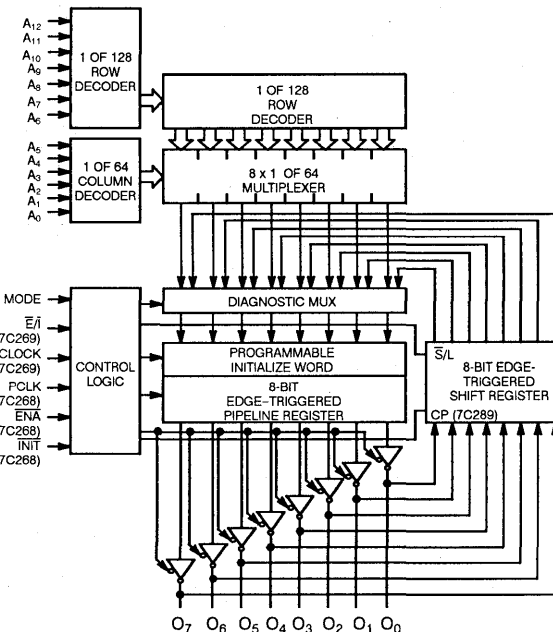 A12
A11
A10
A9
A8
A7
A6
1 OF 128
ROW
DECODER
1 OF 128
ROW
DECODER
A5
A4
A3
A2
A1
A0
1 OF 64
COLUMN
DECODER
8 x 1 OF 64
MULTIPLEXER
MODE
E̅/I̅
7C269)
CLOCK
7C269)
PCLK
7C268)
E̅N̅A̅
7C268)
I̅N̅I̅T̅
7C268)
CONTROL
LOGIC
DIAGNOSTIC MUX
PROGRAMMABLE
INITIALIZE WORD
8-BIT
EDGE-TRIGGERED
PIPELINE REGISTER
S̅/L
8-BIT EDGE-
TRIGGERED
SHIFT REGISTER
CP (7C289)
O7 O6 O5 O4 O3 O2 O1 O0